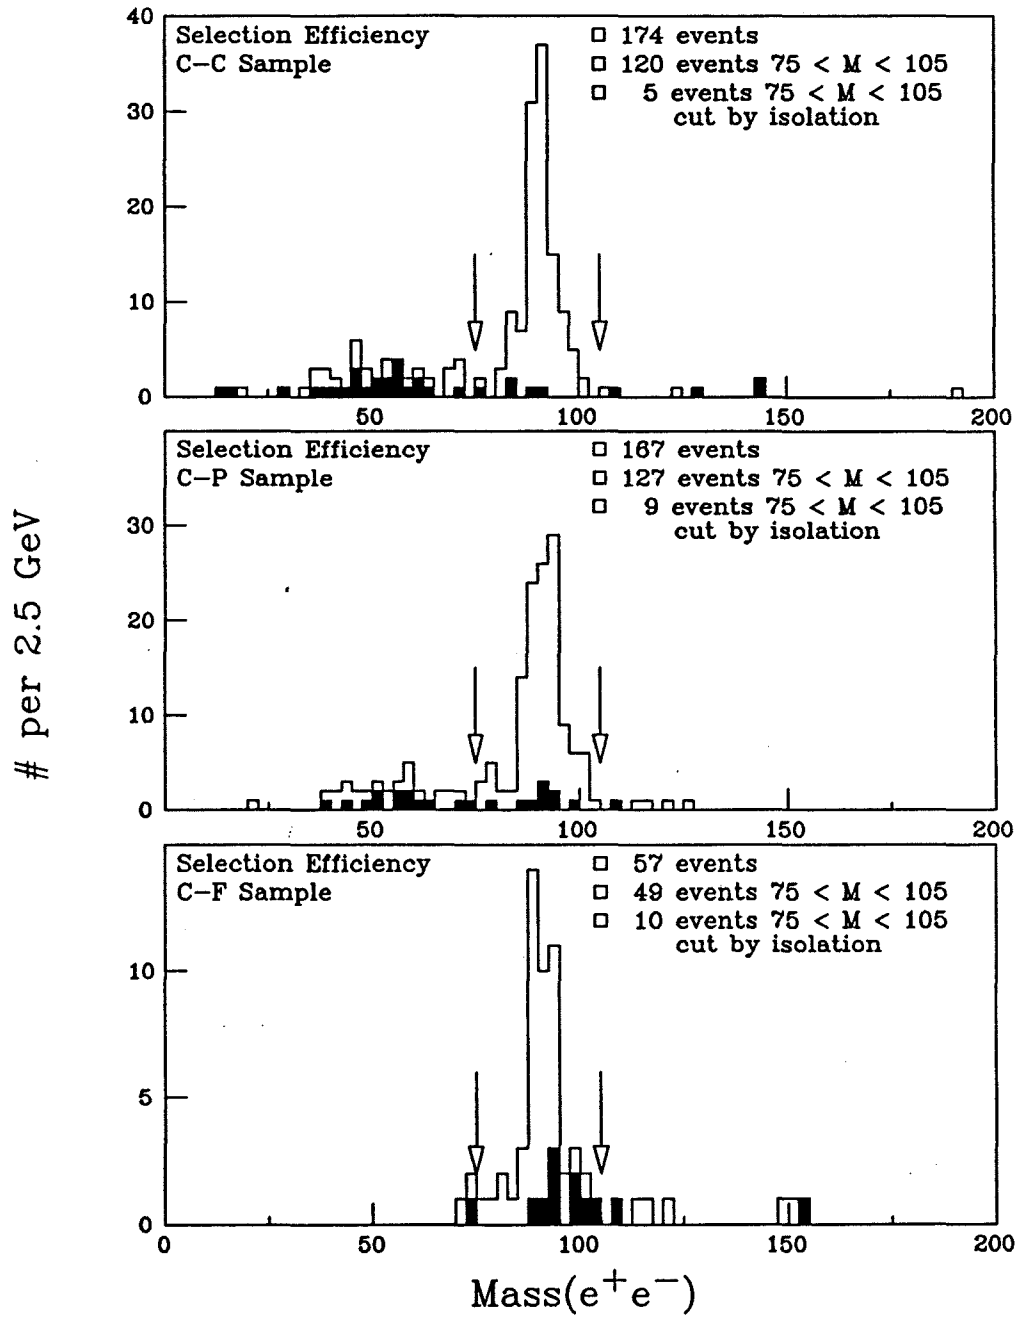 40
30
20
10
0
Selection Efficiency
C-C Sample
174 events
120 events 75 < M < 105
5 events 75 < M < 105
cut by isolation
50 100 150 200
Selection Efficiency
C-P Sample
167 events
127 events 75 < M < 105
9 events 75 < M < 105
cut by isolation
30
20
10
0
50 100 150 200
Selection Efficiency
C-F Sample
57 events
49 events 75 < M < 105
10 events 75 < M < 105
cut by isolation
10
5
0
0 50 100 150 200
# per 2.5 GeV
Mass(e⁺e⁻)